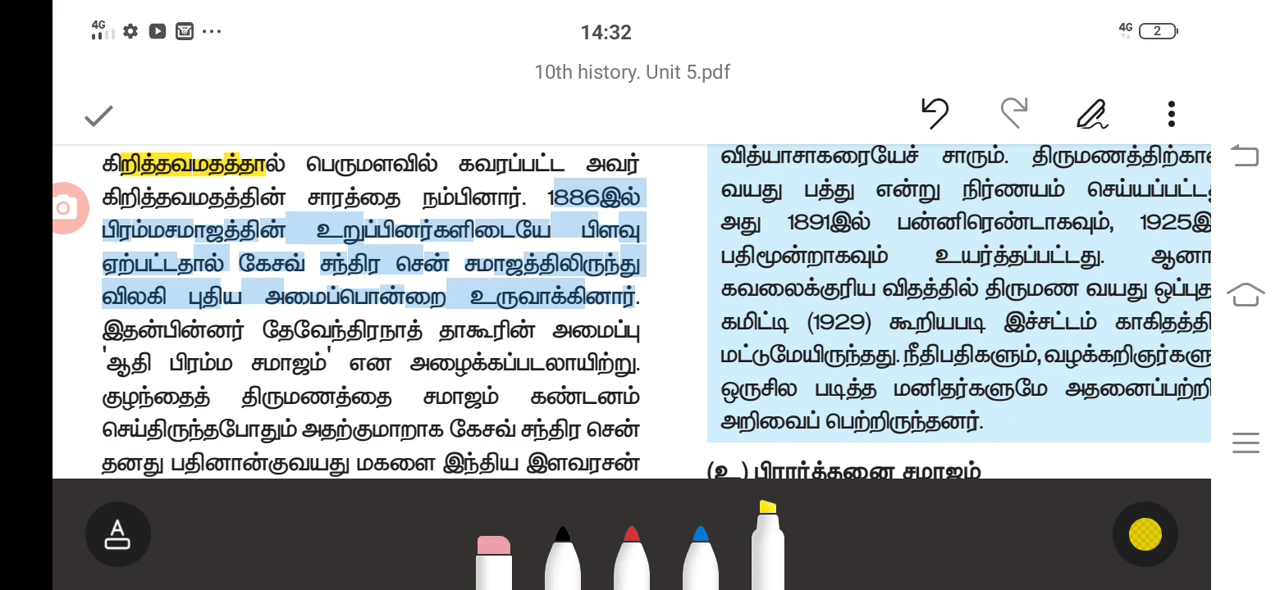 4G
14:32
4G
2
10th history. Unit 5.pdf
கிறித்தவமதத்தால் பெருமளவில் கவரப்பட்ட அவர்
கிறித்தவமதத்தின் சாரத்தை நம்பினார். 1886இல்
பிரம்மசமாஜத்தின் உறுப்பினர்களிடையே பிளவு
ஏற்பட்டதால் கேசவ் சந்திர சென் சமாஜத்திலிருந்து
விலகி புதிய அமைப்பொன்றை உருவாக்கினார்.
இதன்பின்னர் தேவேந்திரநாத் தாகூரின் அமைப்பு
'ஆதி பிரம்ம சமாஜம்' என அழைக்கப்படலாயிற்று.
குழந்தைத் திருமணத்தை சமாஜம் கண்டனம்
செய்திருந்தபோதும் அதற்குமாறாக கேசவ் சந்திர சென்
தனது பதினான்குவயது மகளை இந்திய இளவரசன்
வித்யாசாகரையேச் சாரும். திருமணத்திற்கா
வயது பத்து என்று நிர்ணயம் செய்யப்பட்ட
அது 1891இல் பன்னிரெண்டாகவும், 1925இ
பதிமூன்றாகவும் உயர்த்தப்பட்டது. ஆனா
கவலைக்குரிய விதத்தில் திருமண வயது ஒப்புத
கமிட்டி (1929) கூறியபடி இச்சட்டம் காகிதத்தி
மட்டுமேயிருந்தது. நீதிபதிகளும், வழக்கறிஞர்களு
ஒருசில படித்த மனிதர்களுமே அதனைப்பற்றி
அறிவைப் பெற்றிருந்தனர்.
(உ) பிரார்த்தனை சமாஜம்
A